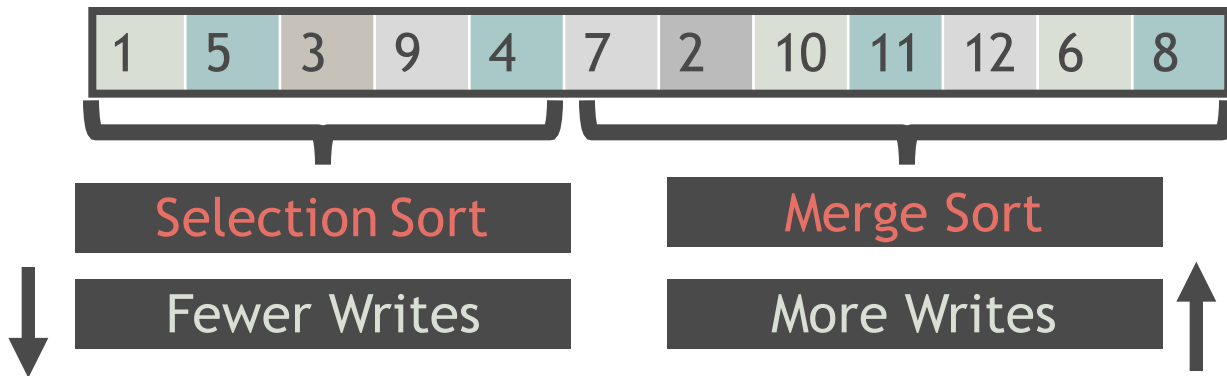 1 5 3 9 4 7 2 10 11 12 6 8
Selection Sort
Merge Sort
Fewer Writes
More Writes